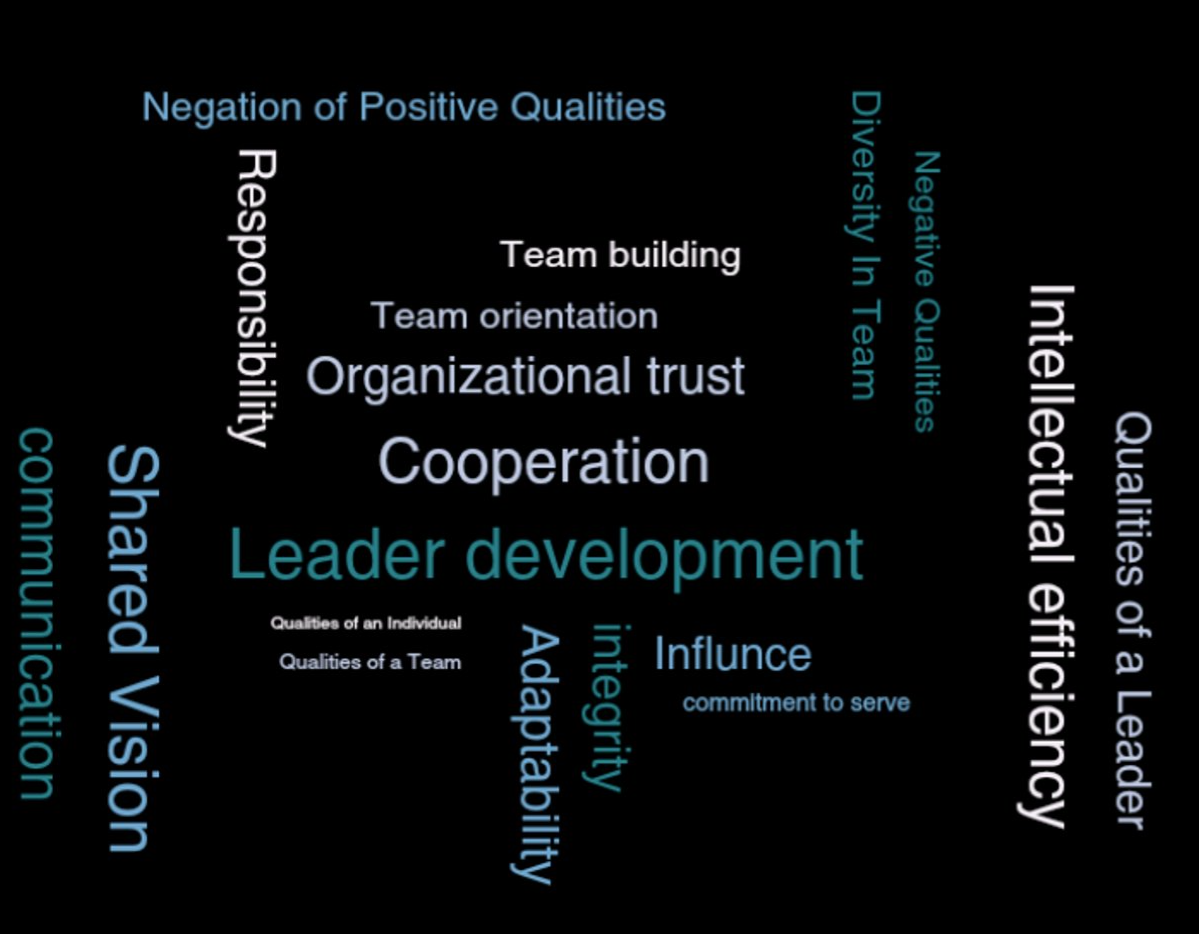 Negation of Positive Qualities
Diversity In Team
Negative Qualities
Responsibility
Team building
Team orientation
Organizational trust
Cooperation
Leader development
communication
Shared Vision
Intellectual efficiency
Qualities of a Leader
Qualities of an Individual
Qualities of a Team
Adaptability
integrity
Influnce
commitment to serve